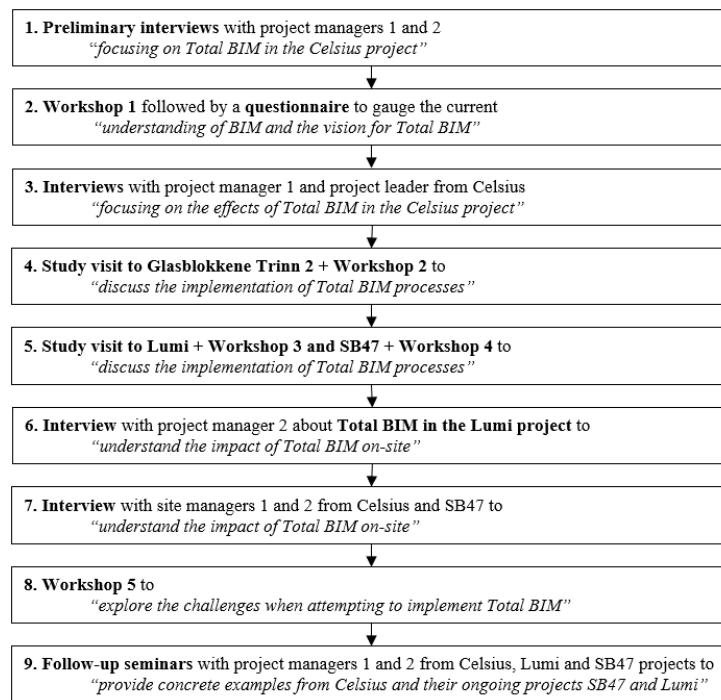 1. Preliminary interviews with project managers 1 and 2
“focusing on Total BIM in the Celsius project”
2. Workshop 1 followed by a questionnaire to gauge the current
“understanding of BIM and the vision for Total BIM”
3. Interviews with project manager 1 and project leader from Celsius
“focusing on the effects of Total BIM in the Celsius project”
4. Study visit to Glasblokkene Trinn 2 + Workshop 2 to
“discuss the implementation of Total BIM processes”
5. Study visit to Lumi + Workshop 3 and SB47 + Workshop 4 to
“discuss the implementation of Total BIM processes”
6. Interview with project manager 2 about Total BIM in the Lumi project to
“understand the impact of Total BIM on-site”
7. Interview with site managers 1 and 2 from Celsius and SB47 to
“understand the impact of Total BIM on-site”
8. Workshop 5 to
“explore the challenges when attempting to implement Total BIM”
9. Follow-up seminars with project managers 1 and 2 from Celsius, Lumi and SB47 projects to
“provide concrete examples from Celsius and their ongoing projects SB47 and Lumi”